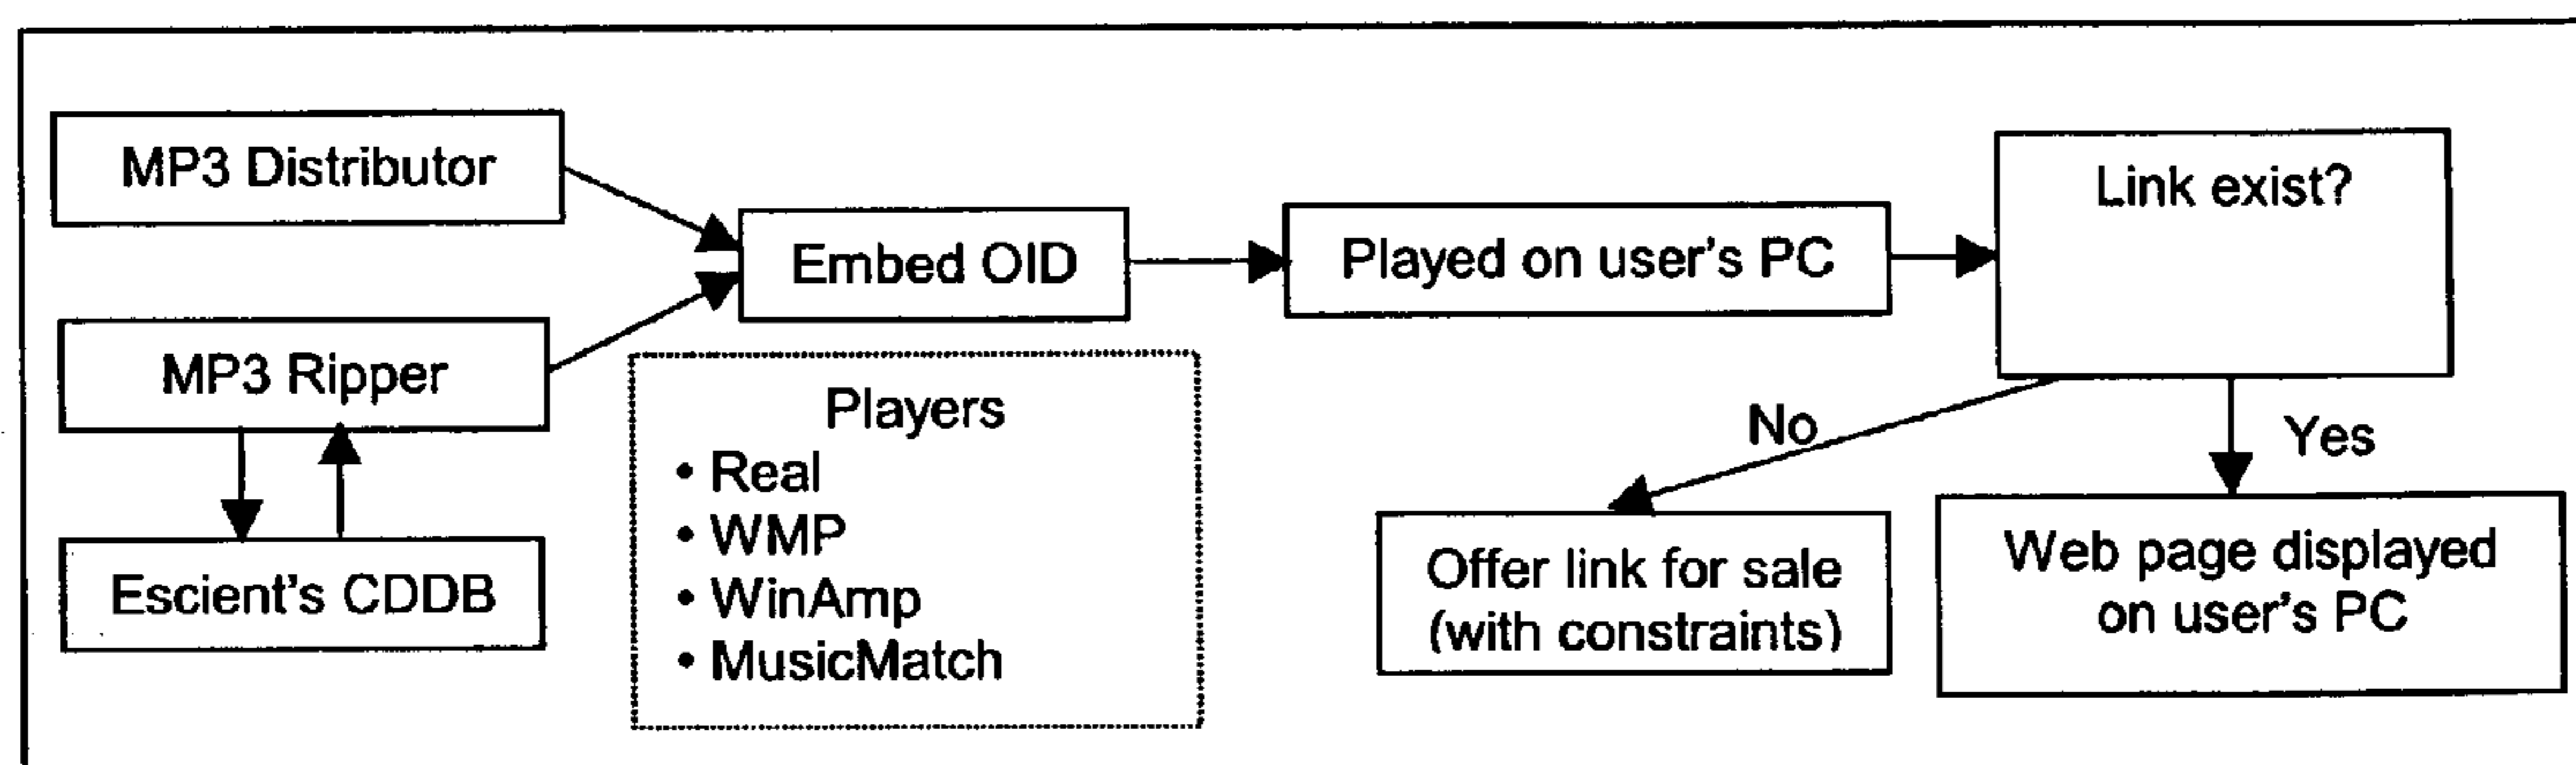 MP3 Distributor
MP3 Ripper
Escient's CDDB
Embed OID
Players
• Real
• WMP
• WinAmp
• MusicMatch
Played on user's PC
Link exist?
No
Yes
Offer link for sale
(with constraints)
Web page displayed
on user's PC